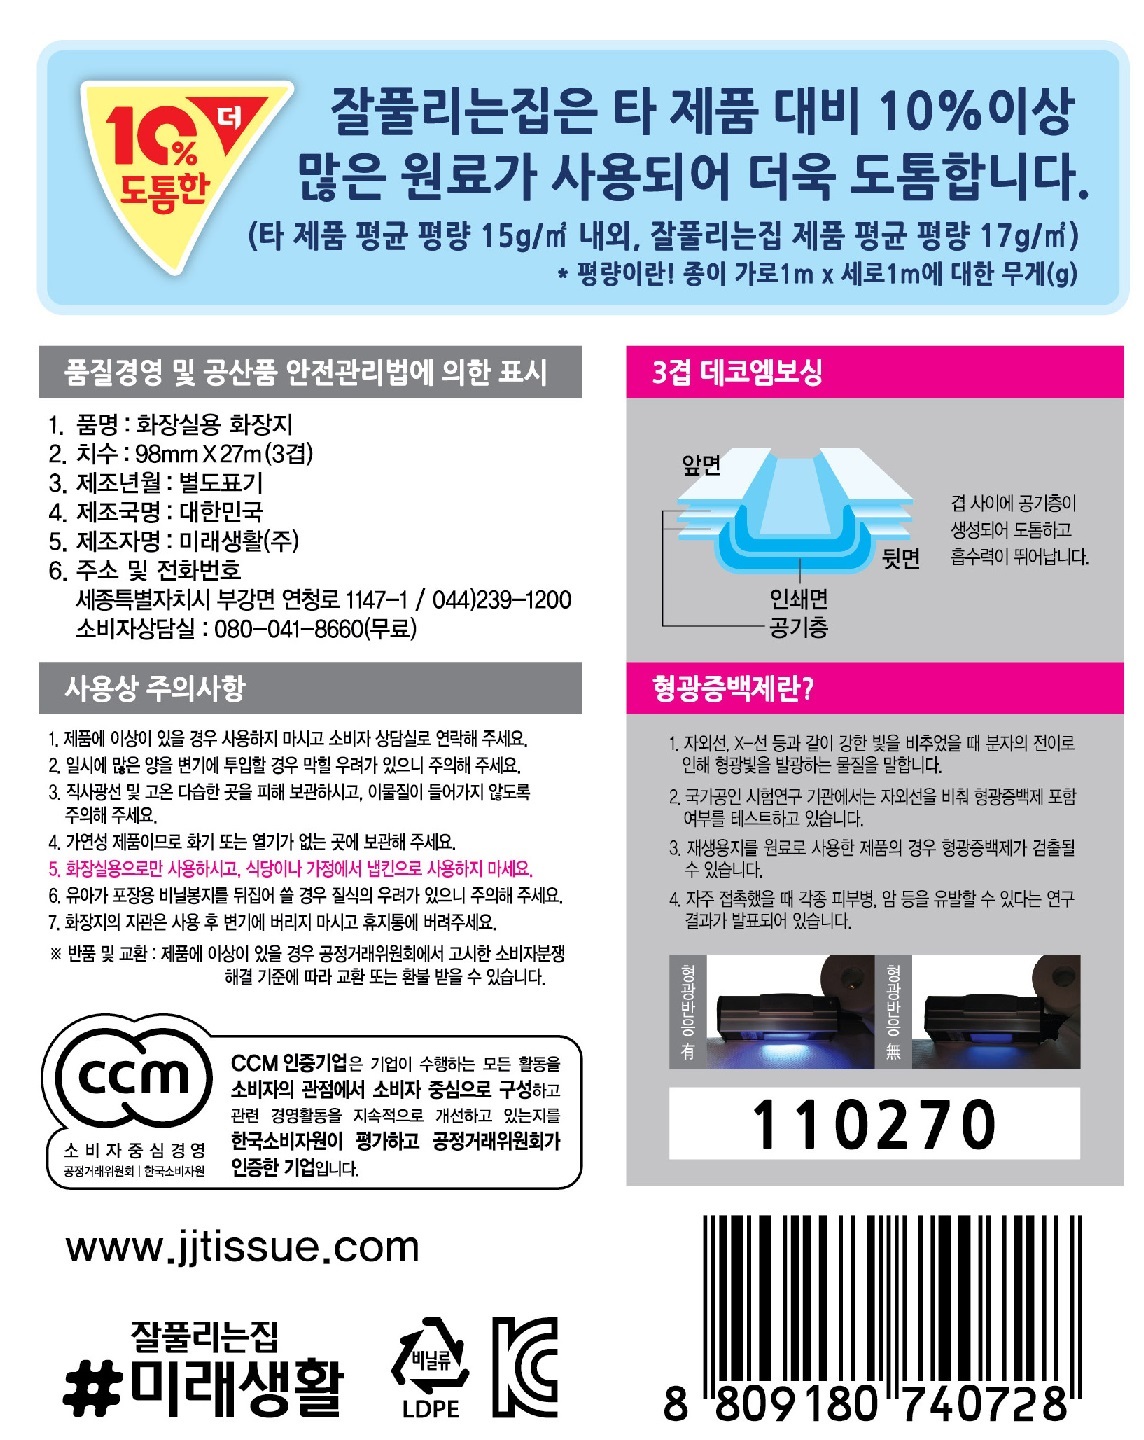 10% 더 도톰한
잘풀리는집은 타 제품 대비 10%이상
많은 원료가 사용되어 더욱 도톰합니다.
(타 제품 평균 평량 15g/㎡ 내외, 잘풀리는집 제품 평균 평량 17g/㎡)
* 평량이란! 종이 가로1m x 세로1m에 대한 무게(g)
품질경영 및 공산품 안전관리법에 의한 표시
1. 품명 : 화장실용 화장지
2. 치수 : 98mm X 27m (3겹)
3. 제조년월 : 별도표기
4. 제조국명 : 대한민국
5. 제조자명 : 미래생활(주)
6. 주소 및 전화번호
세종특별자치시 부강면 연청로 1147-1 / 044)239-1200
소비자상담실 : 080-041-8660(무료)
3겹 데코엠보싱
앞면
뒷면
인쇄면
공기층
겹 사이에 공기층이
생성되어 도톰하고
흡수력이 뛰어납니다.
사용상 주의사항
1. 제품에 이상이 있을 경우 사용하지 마시고 소비자 상담실로 연락해 주세요.
2. 일시에 많은 양을 변기에 투입할 경우 막힐 우려가 있으니 주의해 주세요.
3. 직사광선 및 고온 다습한 곳을 피해 보관하시고, 이물질이 들어가지 않도록
주의해 주세요.
4. 가연성 제품이므로 화기 또는 열기가 없는 곳에 보관해 주세요.
5. 화장실용으로만 사용하시고, 식당이나 가정에서 냅킨으로 사용하지 마세요.
6. 유아가 포장용 비닐봉지를 뒤집어 쓸 경우 질식의 우려가 있으니 주의해 주세요.
7. 화장지의 지관은 사용 후 변기에 버리지 마시고 휴지통에 버려주세요.
※ 반품 및 교환 : 제품에 이상이 있을 경우 공정거래위원회에서 고시한 소비자분쟁
해결 기준에 따라 교환 또는 환불 받을 수 있습니다.
형광증백제란?
1. 자외선, X-선 등과 같이 강한 빛을 비추었을 때 분자의 전이로
인해 형광빛을 발광하는 물질을 말합니다.
2. 국가공인 시험연구 기관에서는 자외선을 비춰 형광증백제 포함
여부를 테스트하고 있습니다.
3. 재생용지를 원료로 사용한 제품의 경우 형광증백제가 검출될
수 있습니다.
4. 자주 접촉했을 때 각종 피부병, 암 등을 유발할 수 있다는 연구
결과가 발표되어 있습니다.
형광반응 有
형광반응 無
110270
ccm
소비자중심경영
공정거래위원회 | 한국소비자원
CCM 인증기업은 기업이 수행하는 모든 활동을
소비자의 관점에서 소비자 중심으로 구성하고
관련 경영활동을 지속적으로 개선하고 있는지를
한국소비자원이 평가하고 공정거래위원회가
인증한 기업입니다.
www.jjtissue.com
잘풀리는집
#미래생활
비닐류
LDPE
KC
8 809180 740728